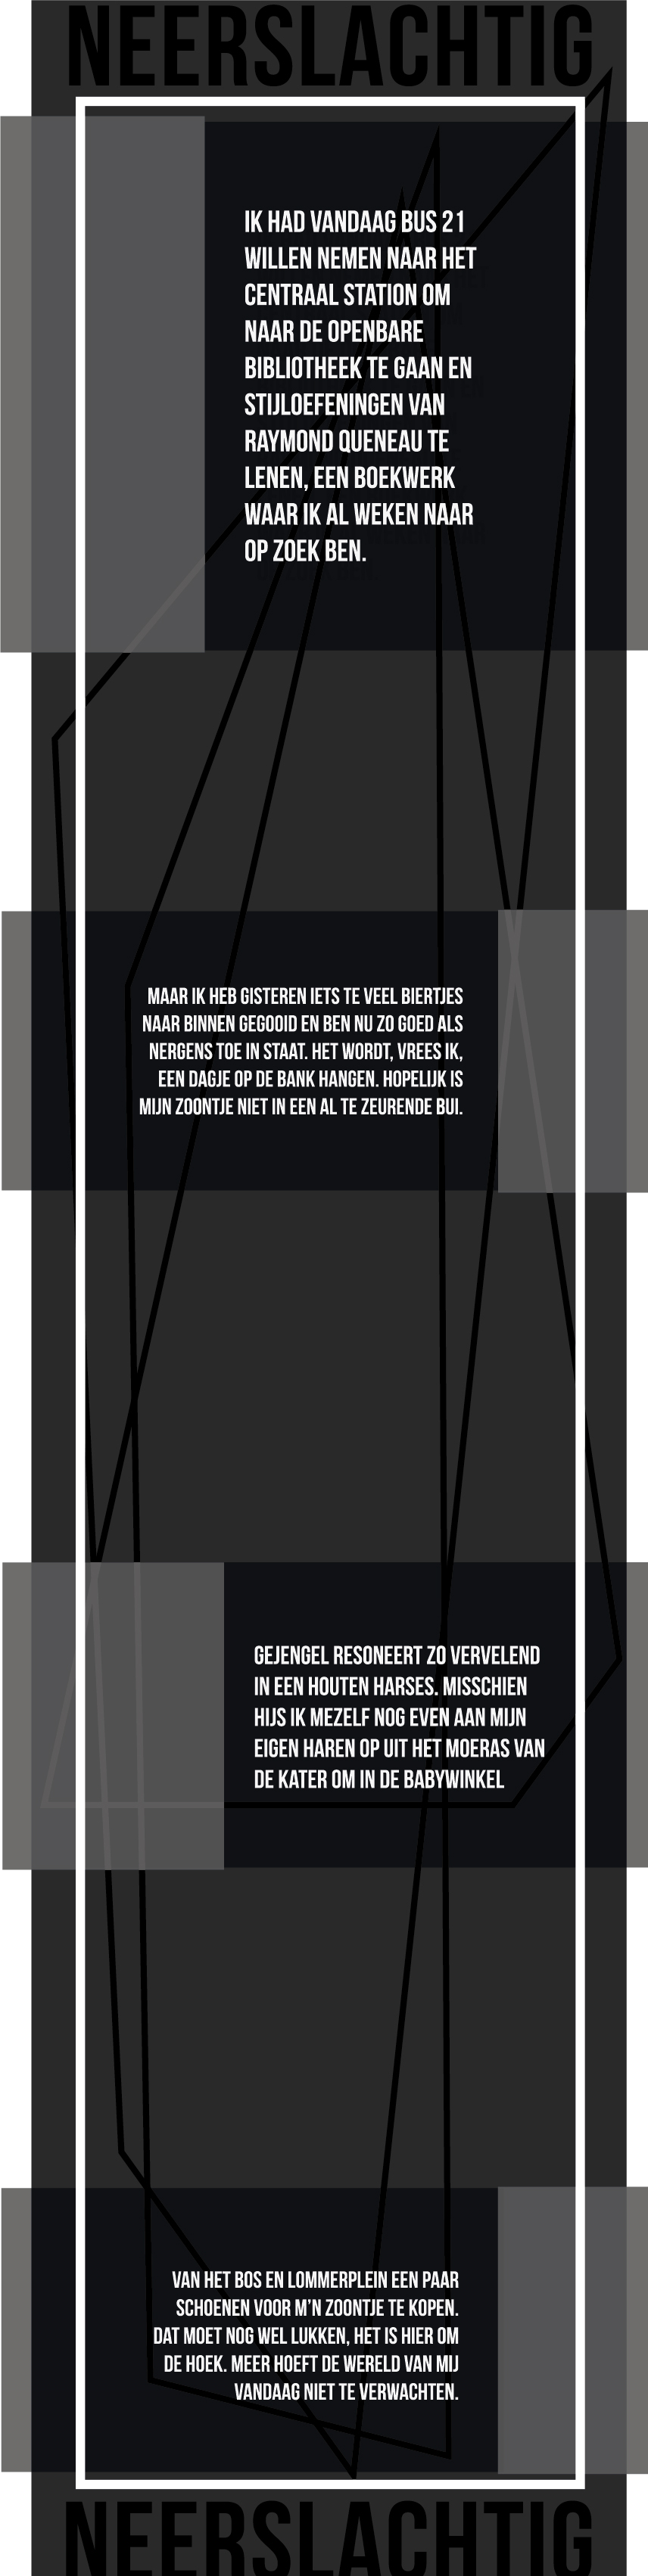 NEERSLACHTIG
IK HAD VANDAAG BUS 21
WILLEN NEMEN NAAR HET
CENTRAAL STATION OM
NAAR DE OPENBARE
BIBLIOTHEEK TE GAAN EN
STIJLOEFENINGEN VAN
RAYMOND QUENEAU TE
LENEN, EEN BOEKWERK
WAAR IK AL WEKEN NAAR
OP ZOEK BEN.
MAAR IK HEB GISTEREN IETS TE VEEL BIERTJES
NAAR BINNEN GEGOOID EN BEN NU ZO GOED ALS
NERGENS TOE IN STAAT. HET WORDT, VREES IK,
EEN DAGJE OP DE BANK HANGEN. HOPELIJK IS
MIJN ZOONTJE NIET IN EEN AL TE ZEURENDE BUI.
GEJENGEL RESONEERT ZO VERVELEND
IN EEN HOUTEN HARSES. MISSCHIEN
HIJS IK MEZELF NOG EVEN AAN MIJN
EIGEN HAREN OP UIT HET MOERAS VAN
DE KATER OM IN DE BABYWINKEL
VAN HET BOS EN LOMMERPLEIN EEN PAAR
SCHOENEN VOOR M'N ZOONTJE TE KOPEN.
DAT MOET NOG WEL LUKKEN, HET IS HIER OM
DE HOEK. MEER HOEFT DE WERELD VAN MIJ
VANDAAG NIET TE VERWACHTEN.
NEERSLACHTIG